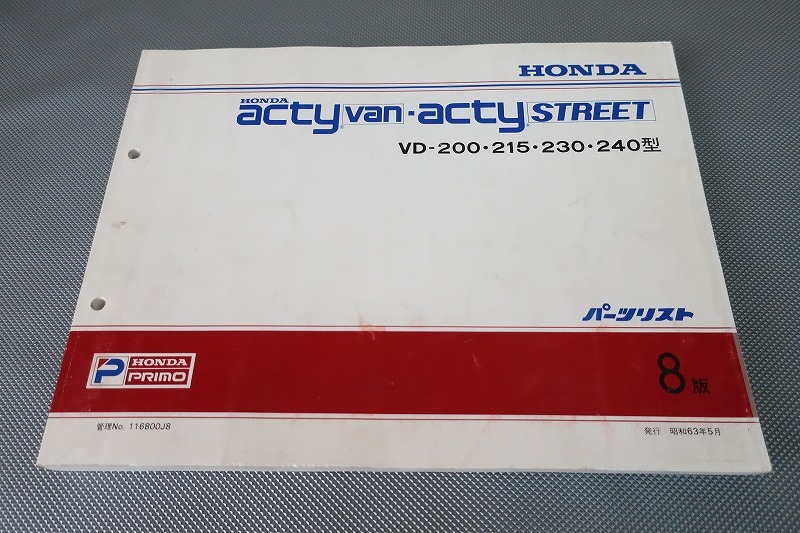 HONDA
HONDA
acty van・acty STREET
VD-200・215・230・240型
パーツリスト
HONDA
PRIMO
8版
管理No. 116800J8
発行 昭和63年5月